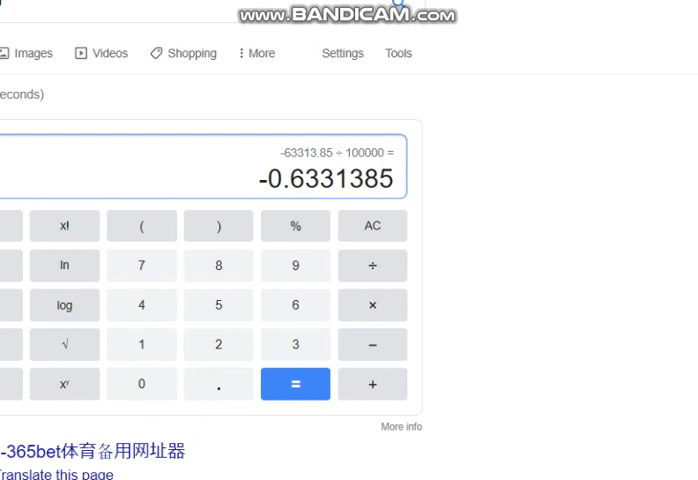 www.BANDICAM.com
Images Videos Shopping More Settings Tools
econds)
-63313.85 ÷ 100000 =
-0.6331385
x! ( ) % AC
ln 7 8 9 ÷
log 4 5 6 ×
√ 1 2 3 −
xʸ 0 . = +
More info
-365bet体育备用网址器
Translate this page